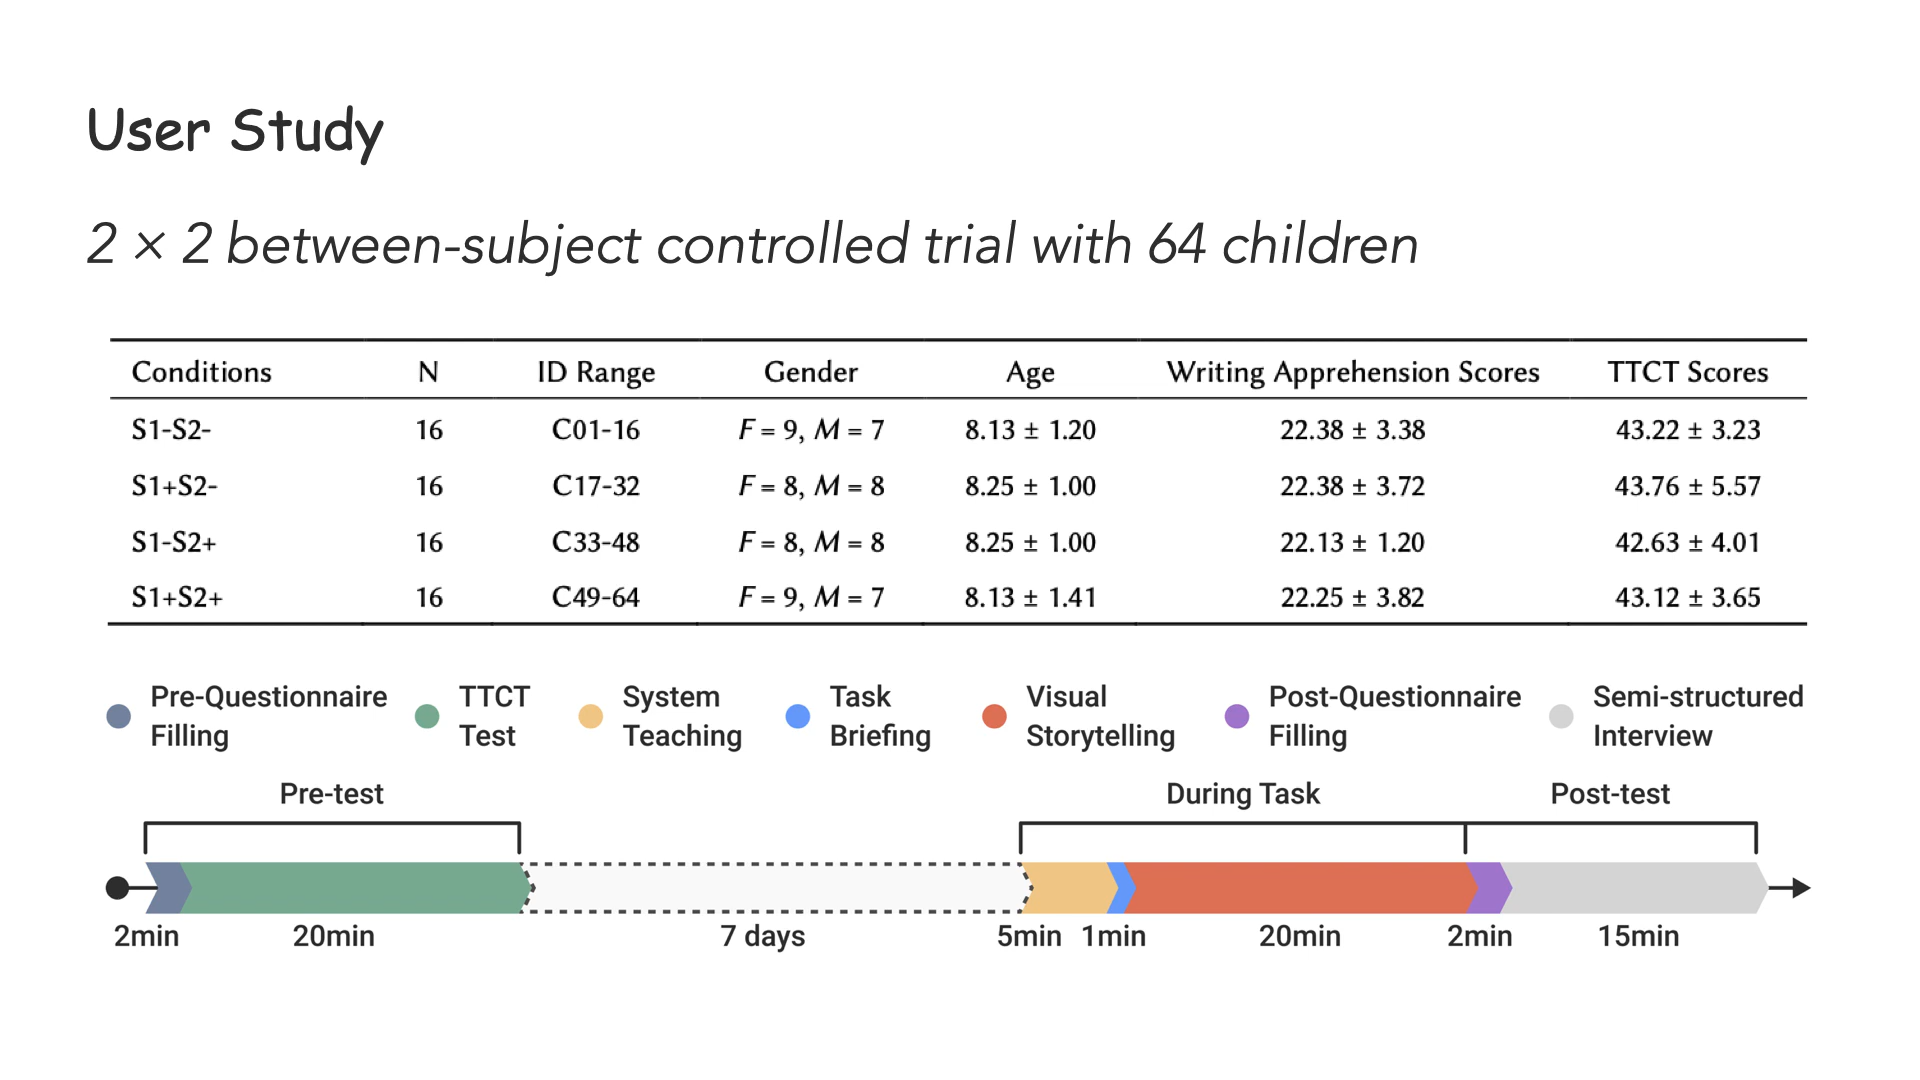 User Study
2 × 2 between-subject controlled trial with 64 children
Conditions N ID Range Gender Age Writing Apprehension Scores TTCT Scores
S1-S2- 16 C01-16 F = 9, M = 7 8.13 ± 1.20 22.38 ± 3.38 43.22 ± 3.23
S1+S2- 16 C17-32 F = 8, M = 8 8.25 ± 1.00 22.38 ± 3.72 43.76 ± 5.57
S1-S2+ 16 C33-48 F = 8, M = 8 8.25 ± 1.00 22.13 ± 1.20 42.63 ± 4.01
S1+S2+ 16 C49-64 F = 9, M = 7 8.13 ± 1.41 22.25 ± 3.82 43.12 ± 3.65
Pre-Questionnaire
Filling
TTCT
Test
System
Teaching
Task
Briefing
Visual
Storytelling
Post-Questionnaire
Filling
Semi-structured
Interview
Pre-test
During Task
Post-test
2min
20min
7 days
5min
1min
20min
2min
15min